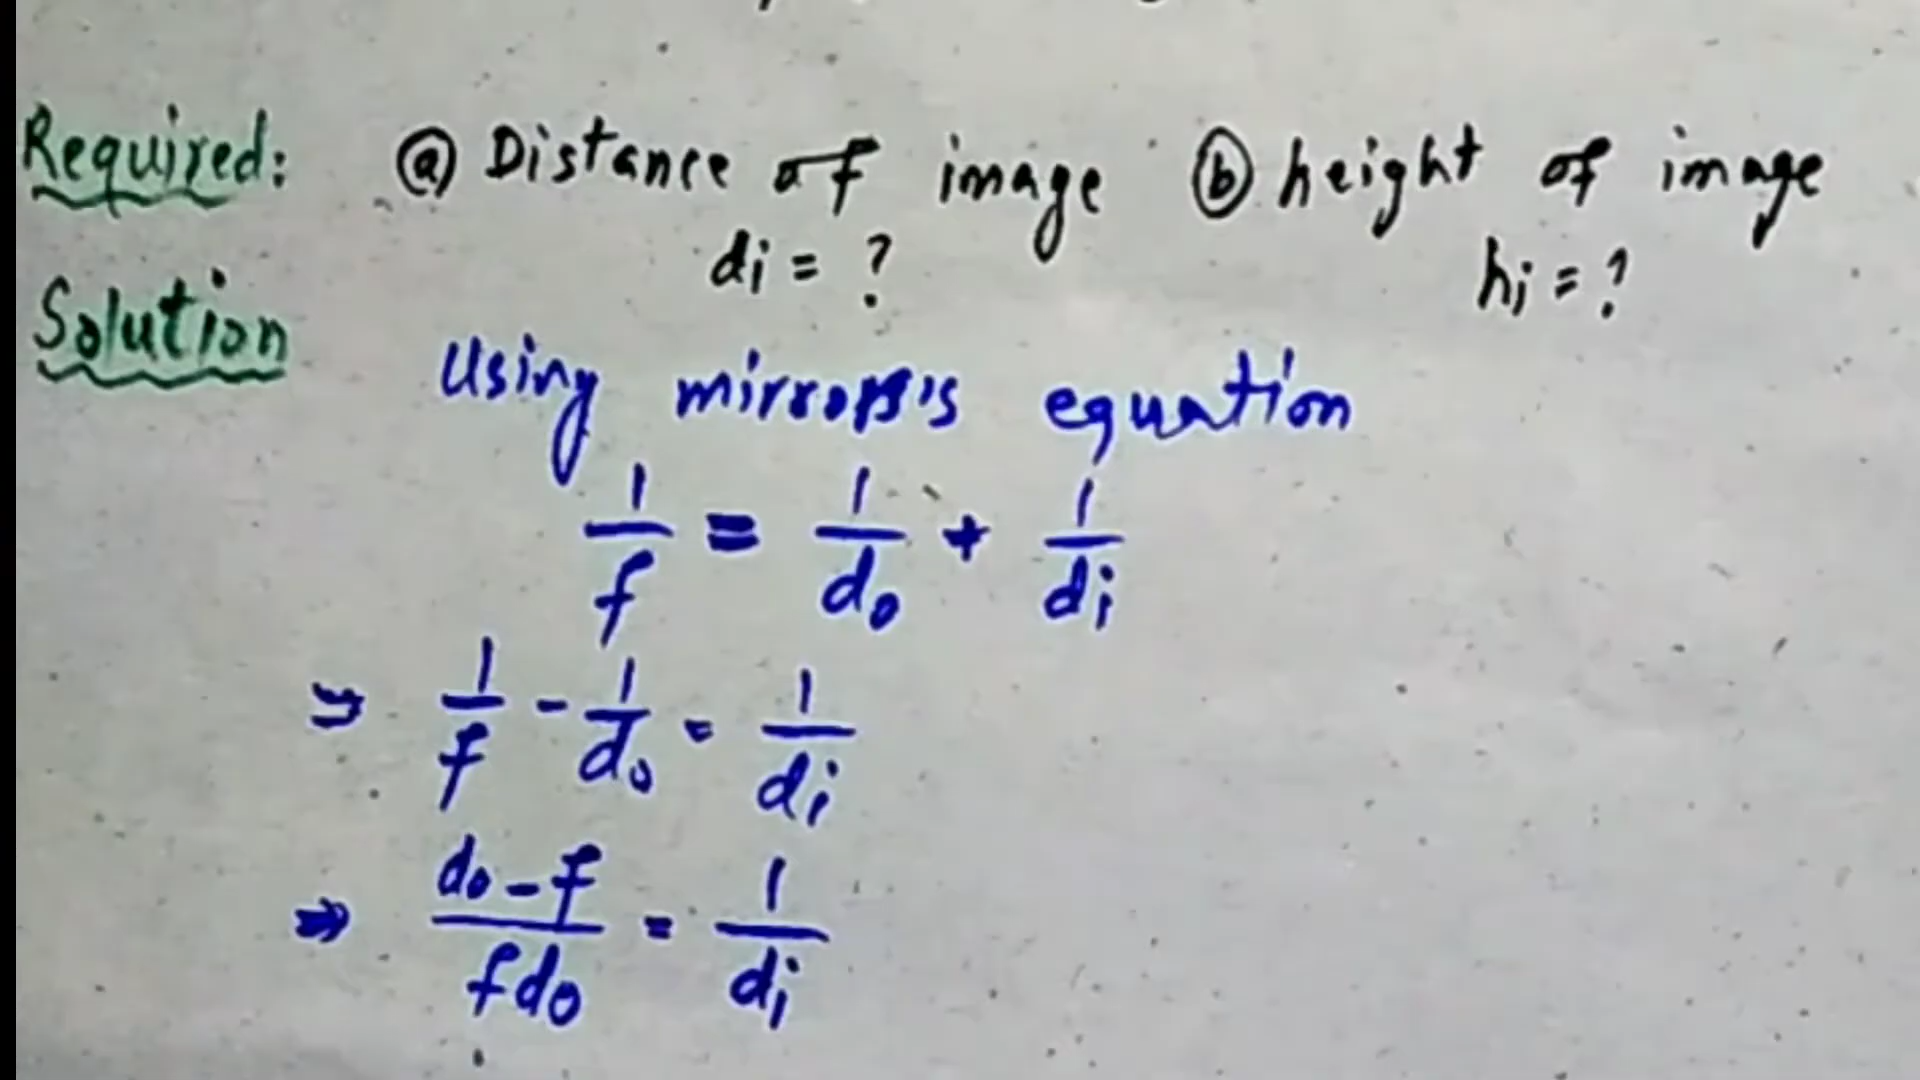 Required: (a) Distance of image (b) height of image
di = ? hi = ?
Solution
Using mirror's equation
1/f = 1/do + 1/di
⇒ 1/f - 1/do = 1/di
⇒ (do - f)/(fdo) = 1/di